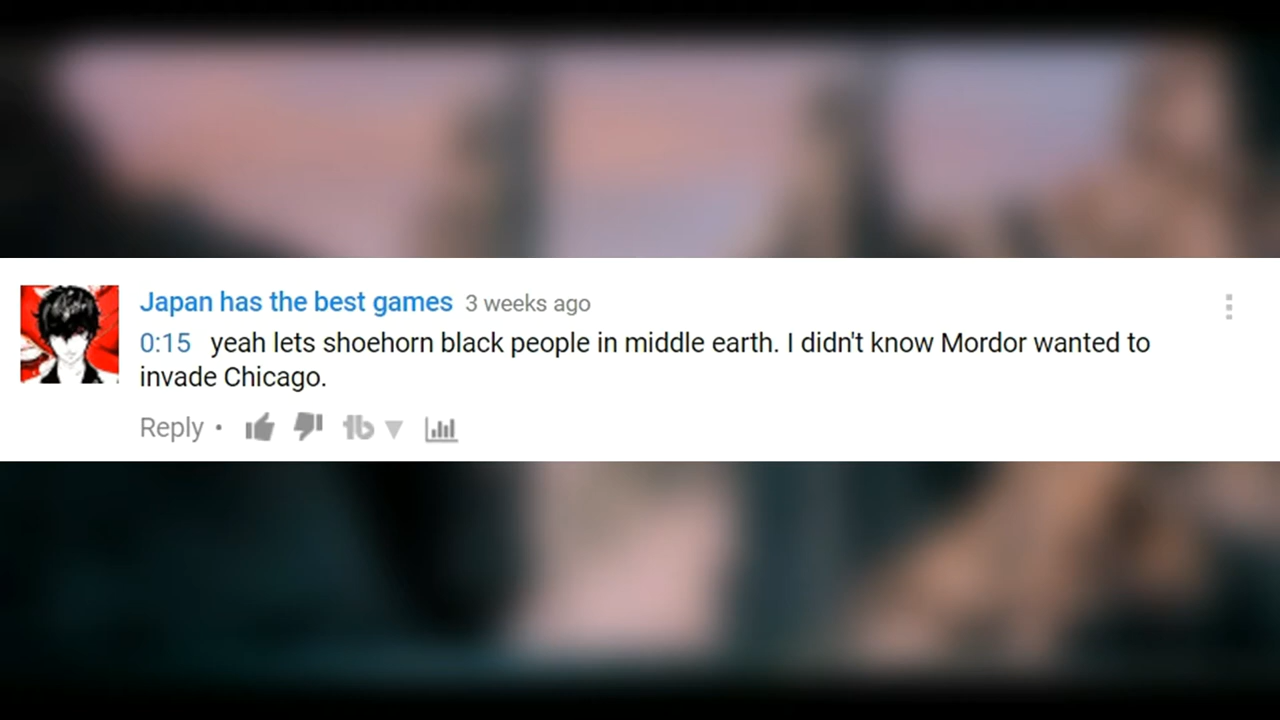 Japan has the best games 3 weeks ago
0:15 yeah lets shoehorn black people in middle earth. I didn't know Mordor wanted to
invade Chicago.
Reply •